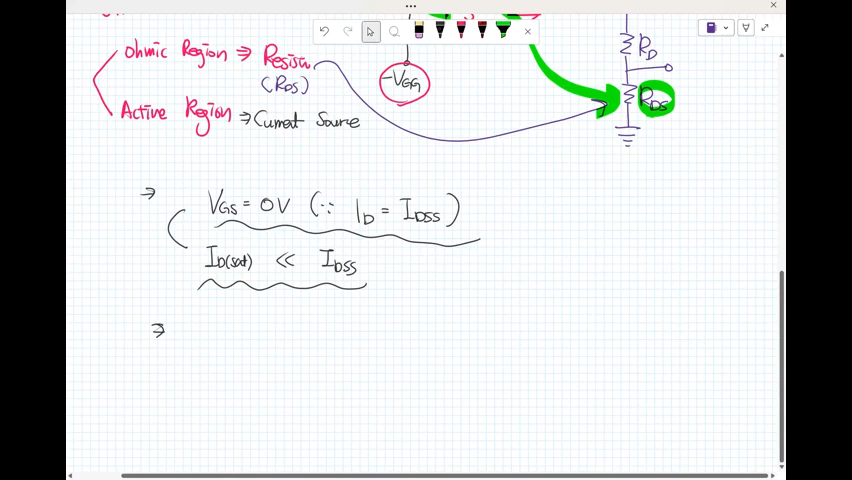 Ohmic Region ⇒ Resistor
(RDS)
Active Region ⇒ Current Source
-VGG
RD
RDS
→ VGS = 0V (∵ ID = IDSS)
ID(sat) << IDSS
⇒